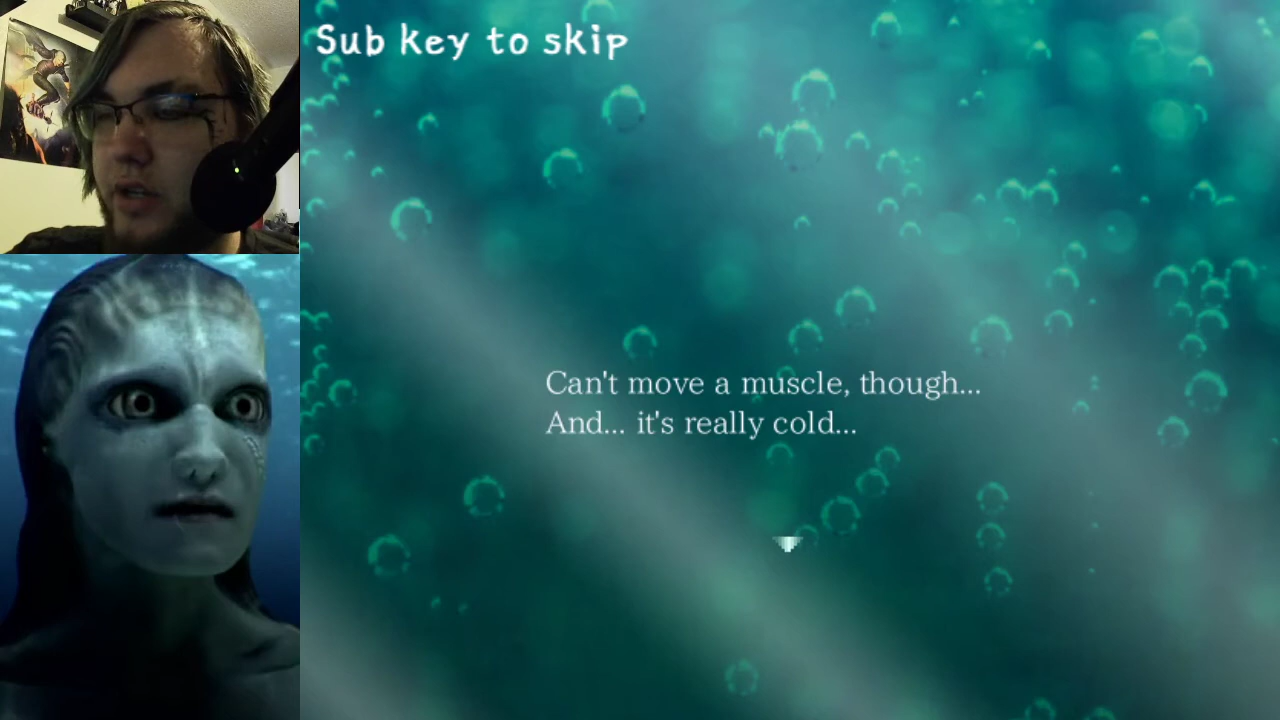 Sub key to skip
Can't move a muscle, though...
And... it's really cold...